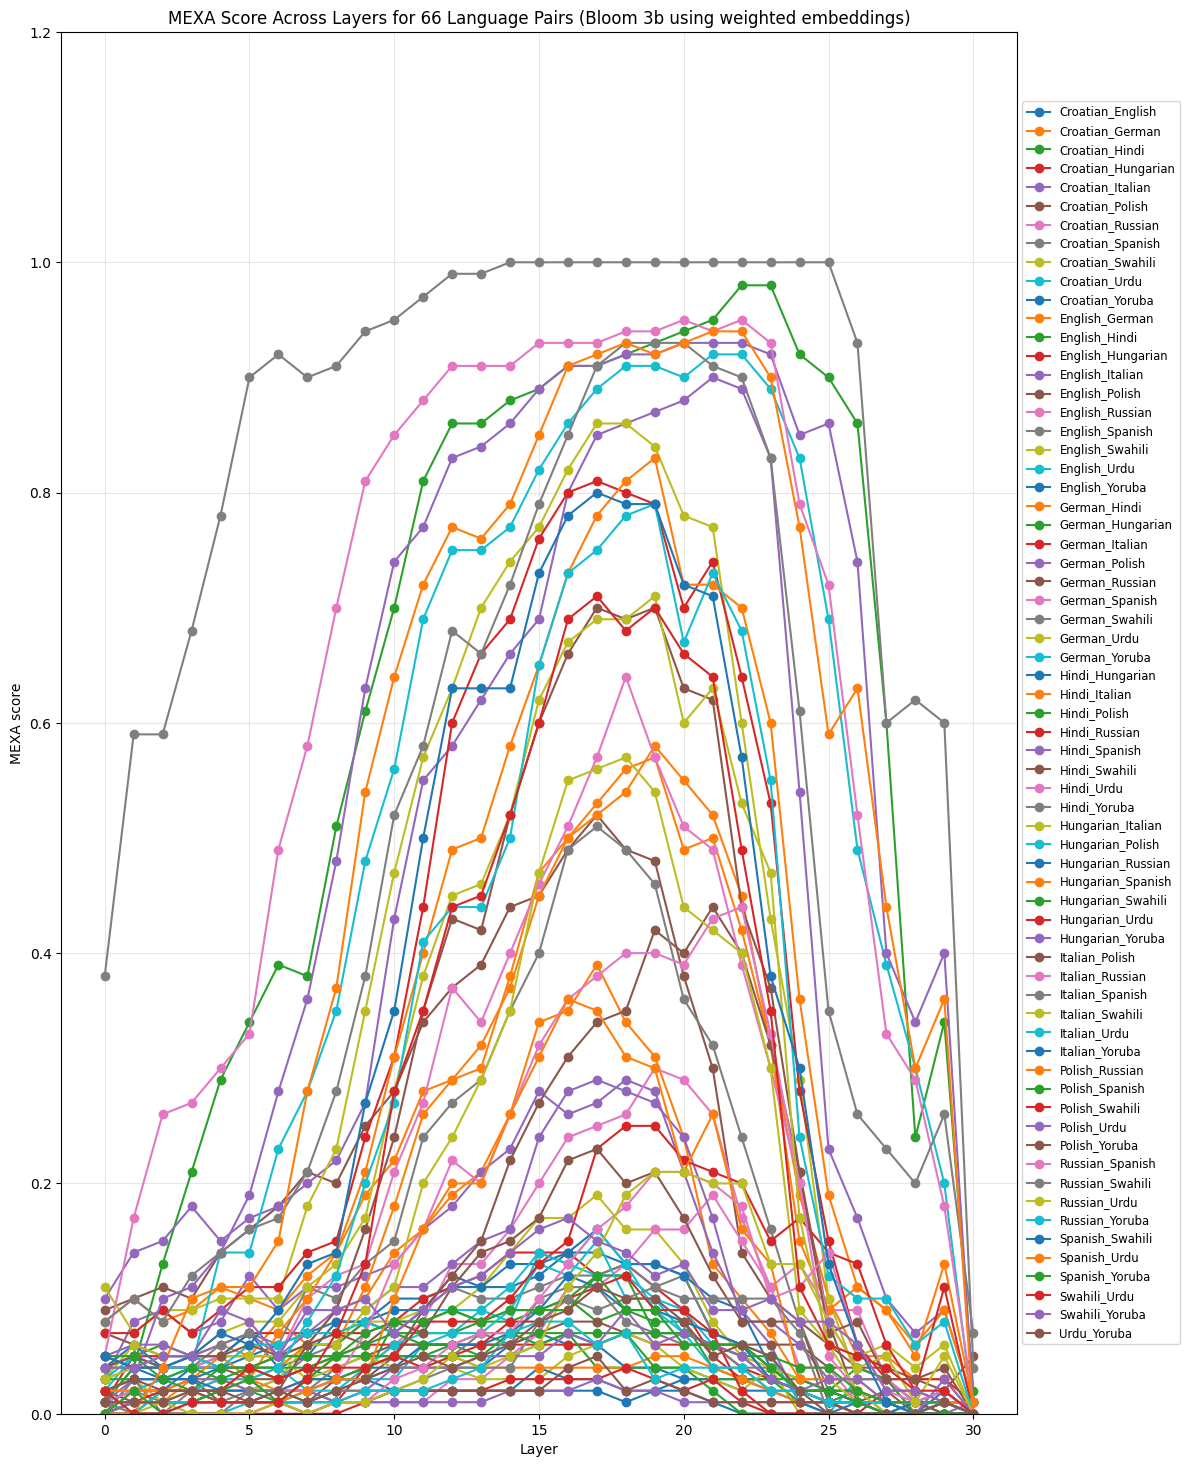 MEXA Score Across Layers for 66 Language Pairs (Bloom 3b using weighted embeddings)
1.2
1.0
0.8
0.6
0.4
0.2
0.0
MEXA score
0
5
10
15
20
25
30
Layer
Croatian_English
Croatian_German
Croatian_Hindi
Croatian_Hungarian
Croatian_Italian
Croatian_Polish
Croatian_Russian
Croatian_Spanish
Croatian_Swahili
Croatian_Urdu
Croatian_Yoruba
English_German
English_Hindi
English_Hungarian
English_Italian
English_Polish
English_Russian
English_Spanish
English_Swahili
English_Urdu
English_Yoruba
German_Hindi
German_Hungarian
German_Italian
German_Polish
German_Russian
German_Spanish
German_Swahili
German_Urdu
German_Yoruba
Hindi_Hungarian
Hindi_Italian
Hindi_Polish
Hindi_Russian
Hindi_Spanish
Hindi_Swahili
Hindi_Urdu
Hindi_Yoruba
Hungarian_Italian
Hungarian_Polish
Hungarian_Russian
Hungarian_Spanish
Hungarian_Swahili
Hungarian_Urdu
Hungarian_Yoruba
Italian_Polish
Italian_Russian
Italian_Spanish
Italian_Swahili
Italian_Urdu
Italian_Yoruba
Polish_Russian
Polish_Spanish
Polish_Swahili
Polish_Urdu
Polish_Yoruba
Russian_Spanish
Russian_Swahili
Russian_Urdu
Russian_Yoruba
Spanish_Swahili
Spanish_Urdu
Spanish_Yoruba
Swahili_Urdu
Swahili_Yoruba
Urdu_Yoruba